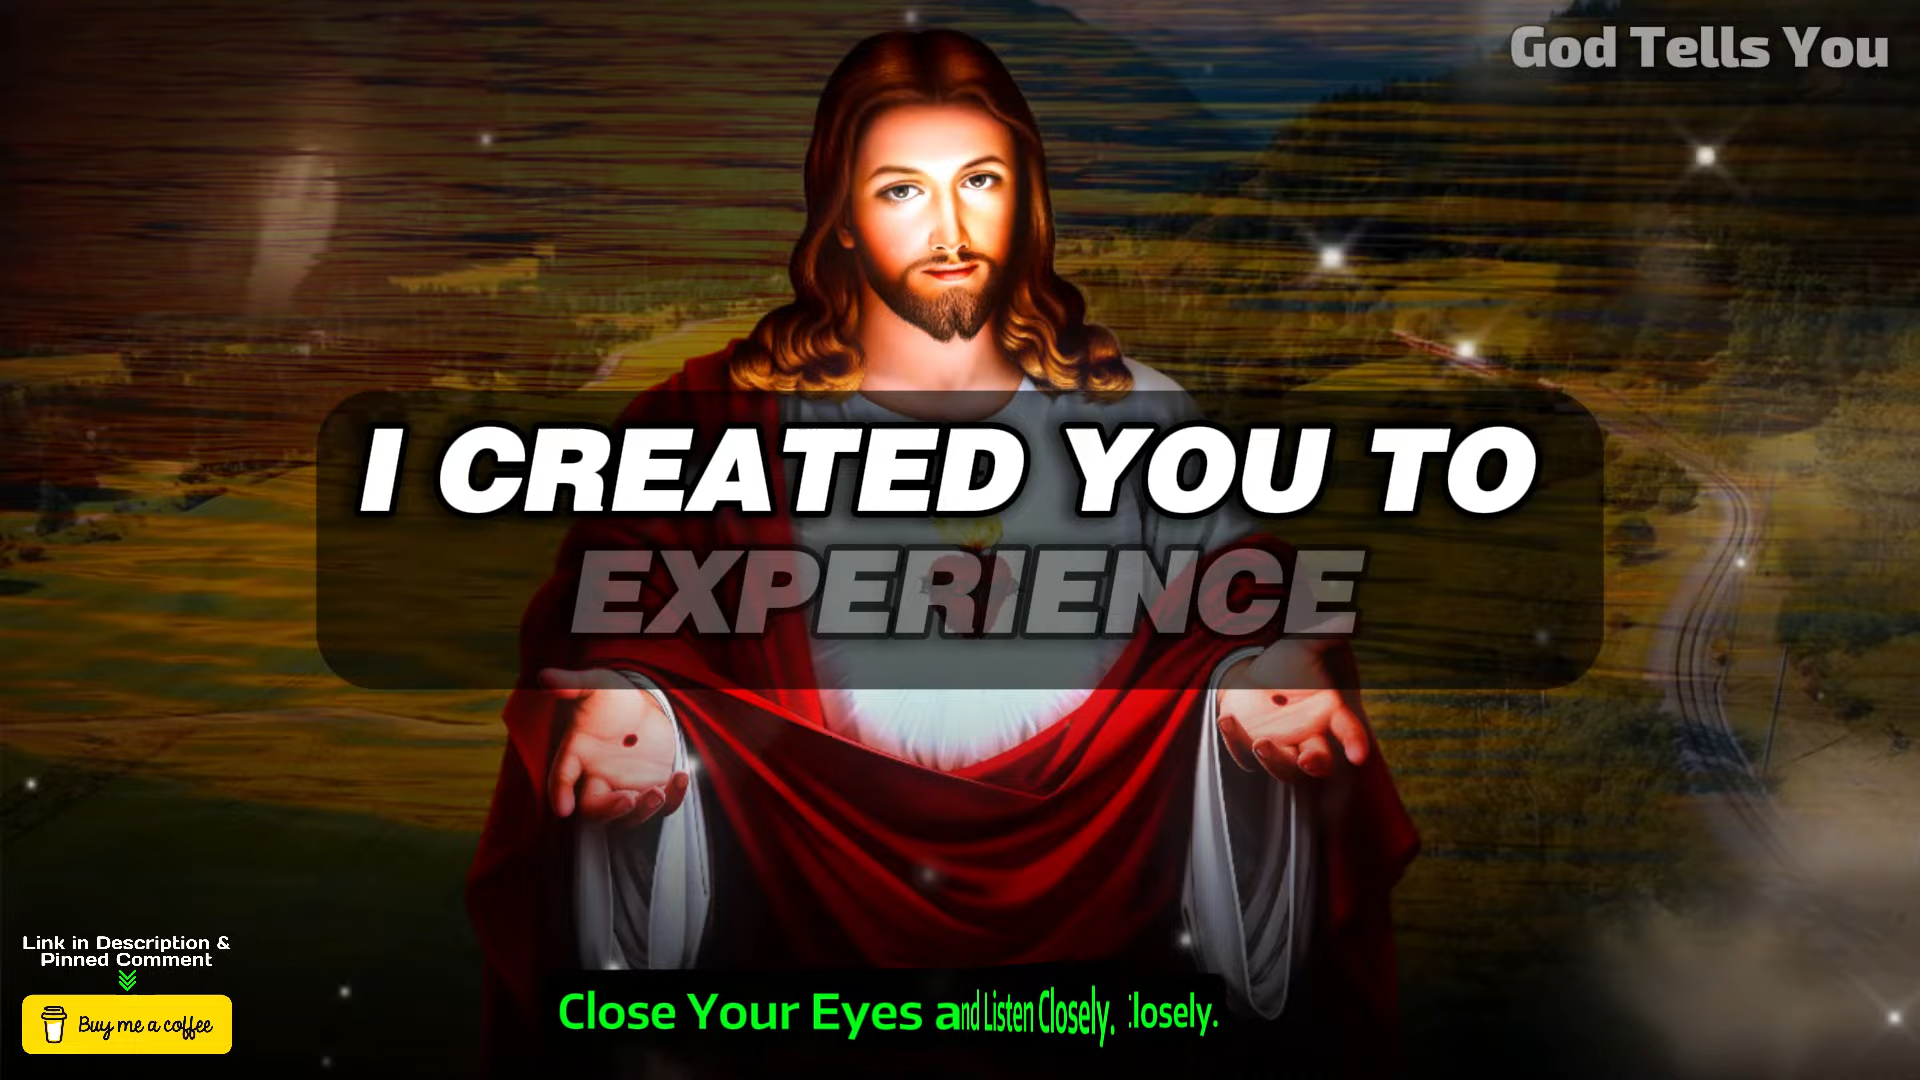 God Tells You
I CREATED YOU TO
EXPERIENCE
Link in Description &
Pinned Comment
Buy me a coffee
Close Your Eyes and Listen Closely. losely.